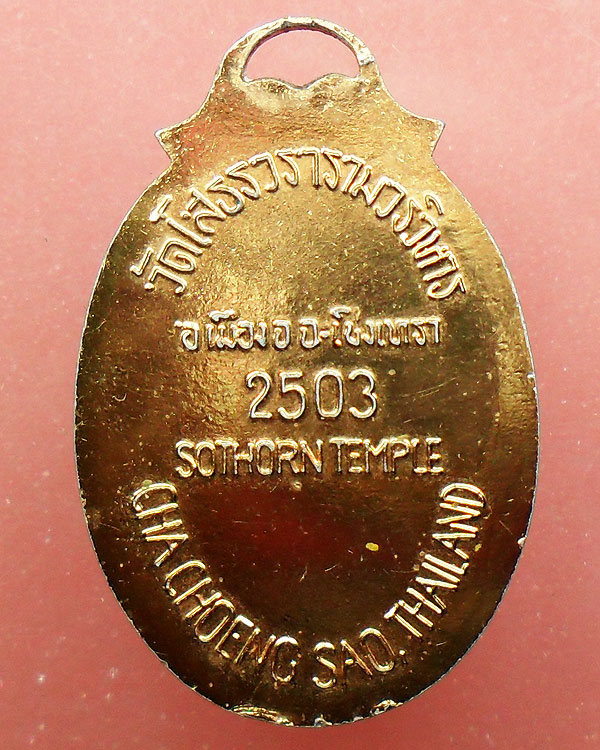 วัดโสธรวรารามวรวิหาร
อ เมือง จ ฉะเชิงเทรา
2503
SOTHORN TEMPLE
CHA CHOENG SAO. THAILAND